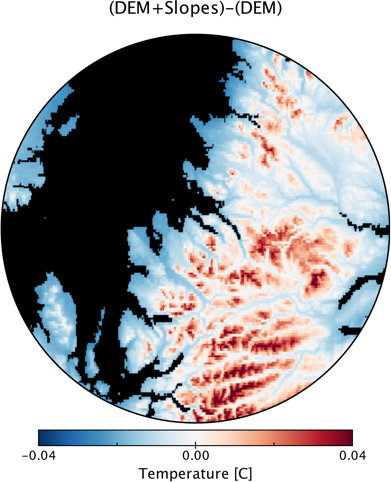 (DEM+Slopes)-(DEM)
−0.04 0.00 0.04
Temperature [C]